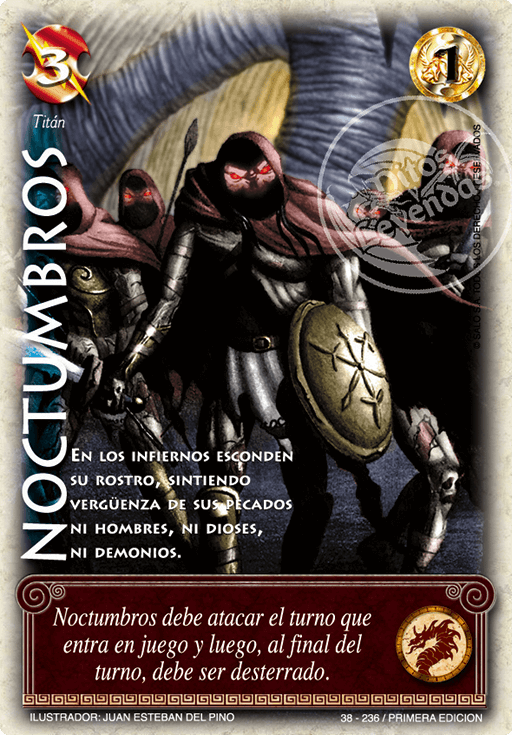 3
1
Titán
NOCTUMBROS
Mitos
y
Leyendas
EN LOS INFIERNOS ESCONDEN
SU ROSTRO, SINTIENDO
VERGÜENZA DE SUS PECADOS
NI HOMBRES, NI DIOSES,
NI DEMONIOS.
Noctumbros debe atacar el turno que
entra en juego y luego, al final del
turno, debe ser desterrado.
ILUSTRADOR: JUAN ESTEBAN DEL PINO
38 - 236 / PRIMERA EDICION